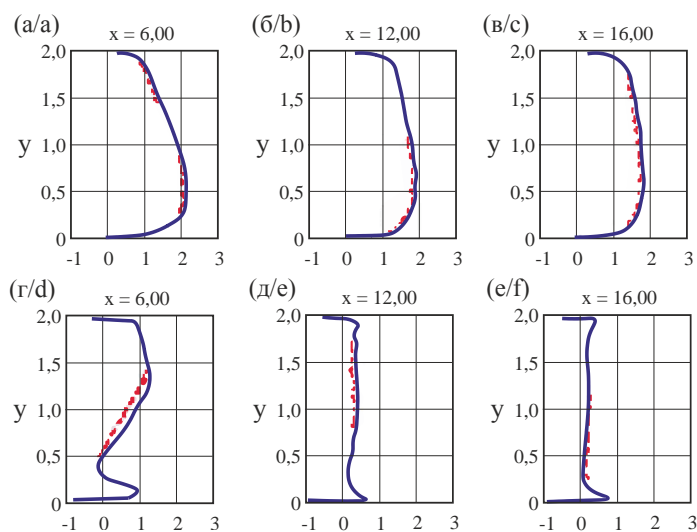 (а/a) x = 6,00
(б/b) x = 12,00
(в/c) x = 16,00
2,0
1,5
1,0
y
0,5
0
-1 0 1 2 3
2,0
1,5
1,0
y
0,5
0
-1 0 1 2 3
2,0
1,5
1,0
y
0,5
0
-1 0 1 2 3
(г/d) x = 6,00
(д/e) x = 12,00
(е/f) x = 16,00
2,0
1,5
1,0
y
0,5
0
-1 0 1 2 3
2,0
1,5
1,0
y
0,5
0
-1 0 1 2 3
2,0
1,5
1,0
y
0,5
0
-1 0 1 2 3